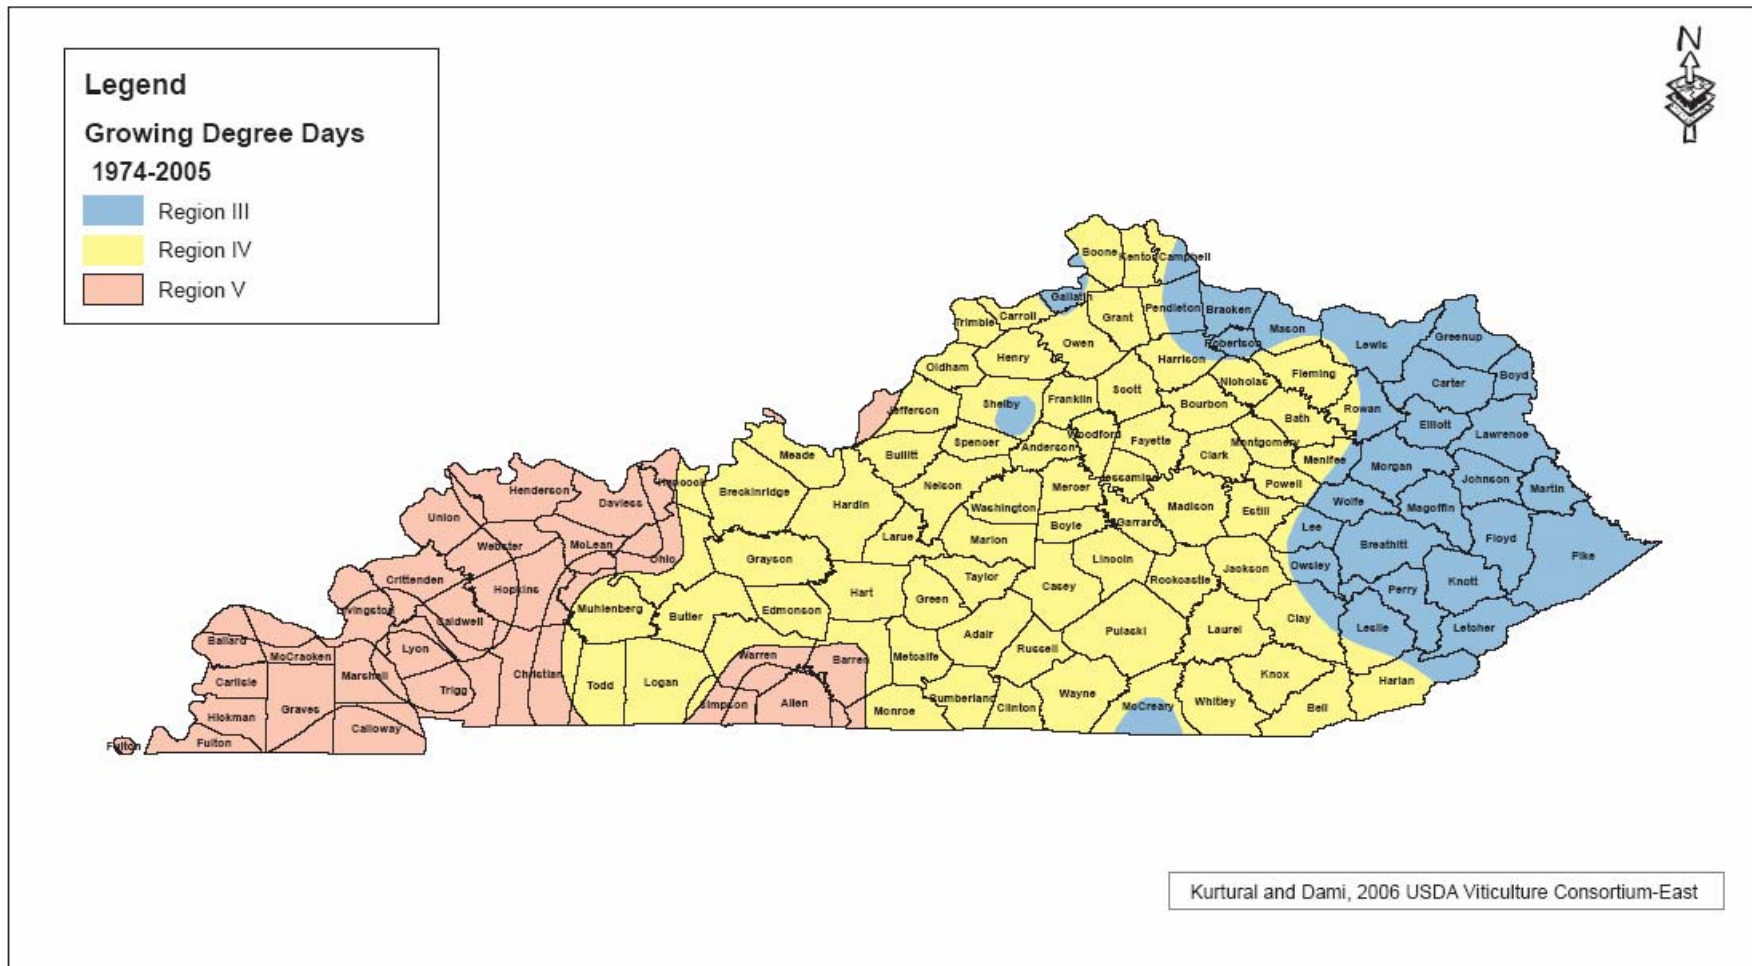 N
Legend
Growing Degree Days
1974-2005
Region III
Region IV
Region V
Boone
Kenton
Campbell
Gallatin
Pendleton
Braoken
Trimble
Carroll
Grant
Mason
Lewis
Greenup
Owen
Robertson
Henry
Harrison
Oldham
Fleming
Carter
Boyd
Nicholas
Scott
Shelby
Franklin
Bourbon
Rowan
Jefferson
Bath
Elliott
Lawrence
Woodford
Fayette
Montgomery
Spencer
Anderson
Clark
Meade
Bullitt
Menifee
Morgan
Johnson
Martin
Nelson
Mercer
Powell
Henderson
Daviess
Breckinridge
Hardin
Washington
Madison
Estill
Wolfe
Magoffin
Union
Boyle
Garrard
Lee
Larue
Marion
Floyd
Webster
McLean
Breathitt
Pike
Ohio
Grayson
Lincoln
Owsley
Jackson
Crittenden
Taylor
Rockcastle
Knott
Hopkins
Hart
Green
Casey
Perry
Muhlenberg
Edmonson
Livingston
Caldwell
Butler
Clay
Leslie
Letcher
Adair
Pulaski
Laurel
Ballard
Lyon
Russell
McCracken
Warren
Barren
Metcalfe
Marshall
Christian
Knox
Carlisle
Todd
Logan
Harlan
Trigg
Wayne
Cumberland
Simpson
Allen
Whitley
Graves
Monroe
Clinton
McCreary
Bell
Hickman
Calloway
Fulton
Fulton
Kurtural and Dami, 2006 USDA Viticulture Consortium-East